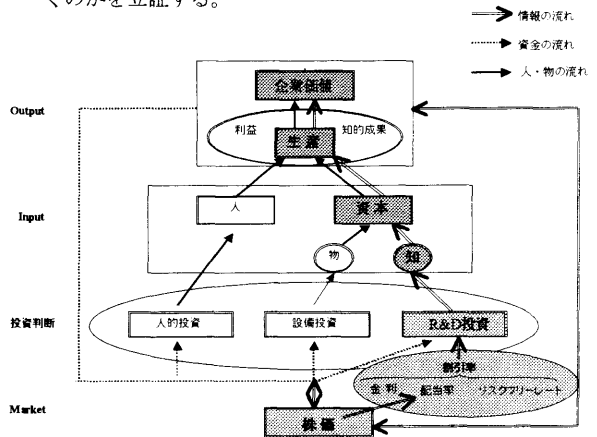 くのかを立証する。
情報の流れ
資金の流れ
人・物の流れ
企業価値
Output
利益
知的成果
生産
人
資本
Input
物
知
投資判断
人的投資
設備投資
R&D投資
割引率
金利
配当率
リスクフリーレート
Market
株価